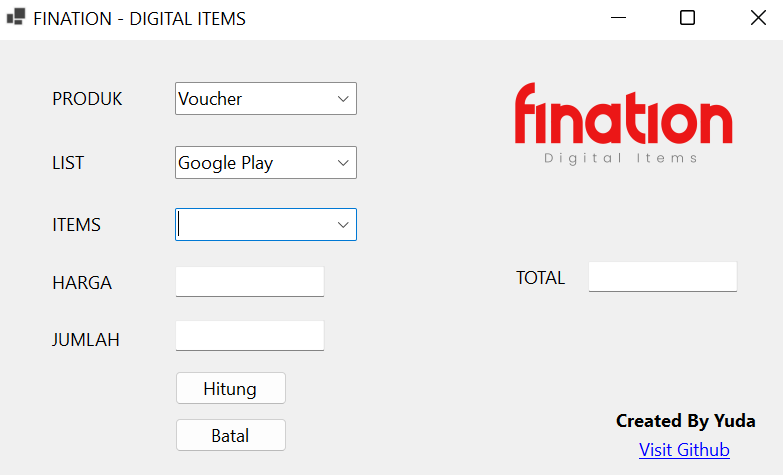 FINATION - DIGITAL ITEMS
PRODUK Voucher
fination
Digital Items
LIST Google Play
ITEMS
HARGA
TOTAL
JUMLAH
Hitung
Batal
Created By Yuda
Visit Github